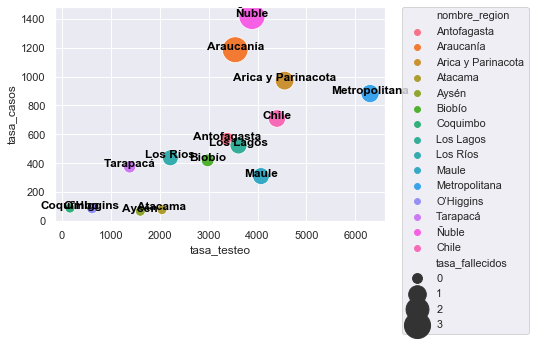 1400
1200
1000
800
600
400
200
0
tasa_casos
0
1000
2000
3000
4000
5000
6000
tasa_testeo
Ñuble
Araucanía
Arica y Parinacota
Metropolitana
Chile
Antofagasta
Los Lagos
Los Ríos
Biobío
Tarapacá
Maule
Coquimbo
O'Higgins
Aysén
Atacama
nombre_region
Antofagasta
Araucanía
Arica y Parinacota
Atacama
Aysén
Biobío
Coquimbo
Los Lagos
Los Ríos
Maule
Metropolitana
O'Higgins
Tarapacá
Ñuble
Chile
tasa_fallecidos
0
1
2
3